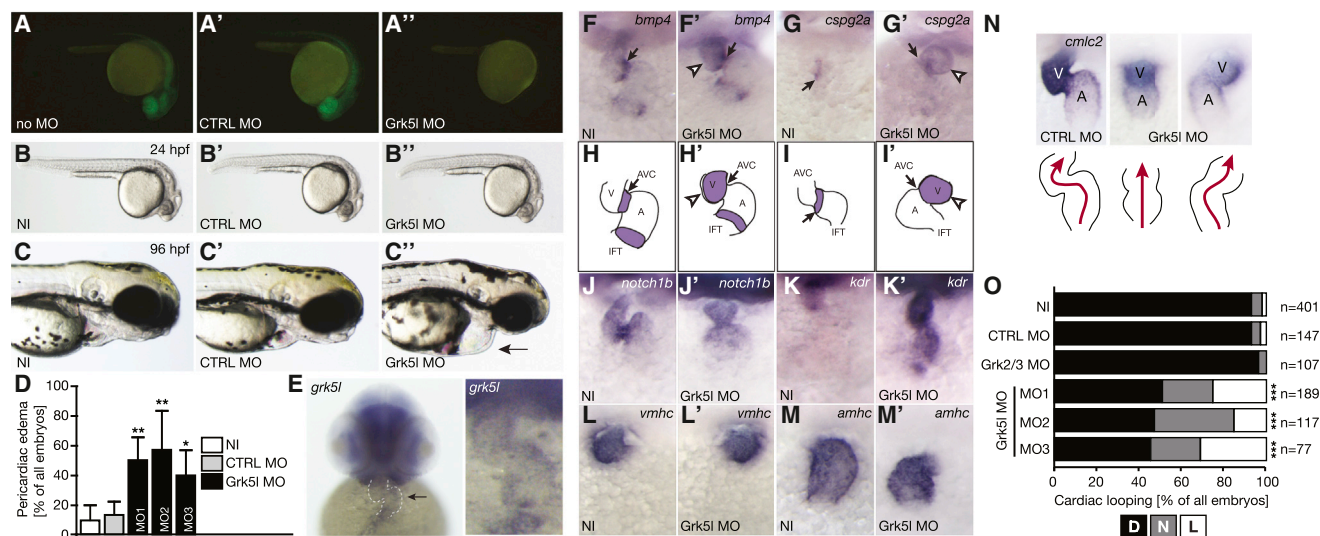 A
no MO
A'
CTRL MO
A''
Grk5l MO
B
24 hpf
NI
B'
CTRL MO
B''
Grk5l MO
C
96 hpf
NI
C'
CTRL MO
C''
Grk5l MO
D
Pericardiac edema
[% of all embryos]
100
80
60
40
20
0
**
**
*
MO1
MO2
MO3
NI
CTRL MO
Grk5l MO
E
grk5l
grk5l
F
bmp4
NI
F'
bmp4
Grk5l MO
G
cspg2a
NI
G'
cspg2a
Grk5l MO
H
AVC
V
A
IFT
H'
AVC
V
A
IFT
I
AVC
IFT
I'
AVC
V
A
IFT
J
notch1b
NI
J'
notch1b
Grk5l MO
K
kdr
NI
K'
kdr
Grk5l MO
L
vmhc
NI
L'
vmhc
Grk5l MO
M
amhc
NI
M'
amhc
Grk5l MO
N
cmlc2
V
A
V
A
V
A
CTRL MO
Grk5l MO
O
NI
n=401
CTRL MO
n=147
Grk2/3 MO
n=107
Grk5l MO
MO1
***
n=189
MO2
***
n=117
MO3
***
n=77
0 20 40 60 80 100
Cardiac looping [% of all embryos]
D N L